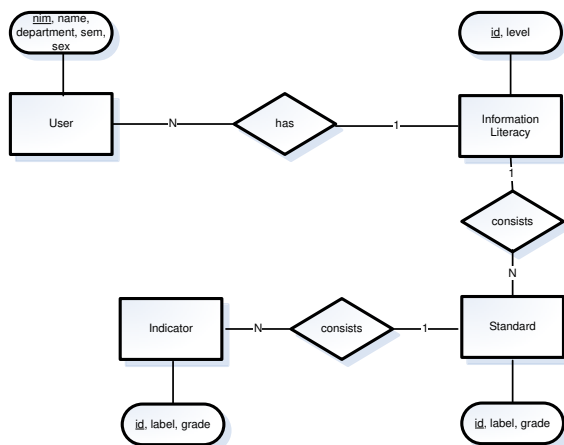 nim, name,
department, sem,
sex
id, level
User
N
has
1
Information
Literacy
1
consists
N
Indicator
N
consists
1
Standard
id, label, grade
id, label, grade